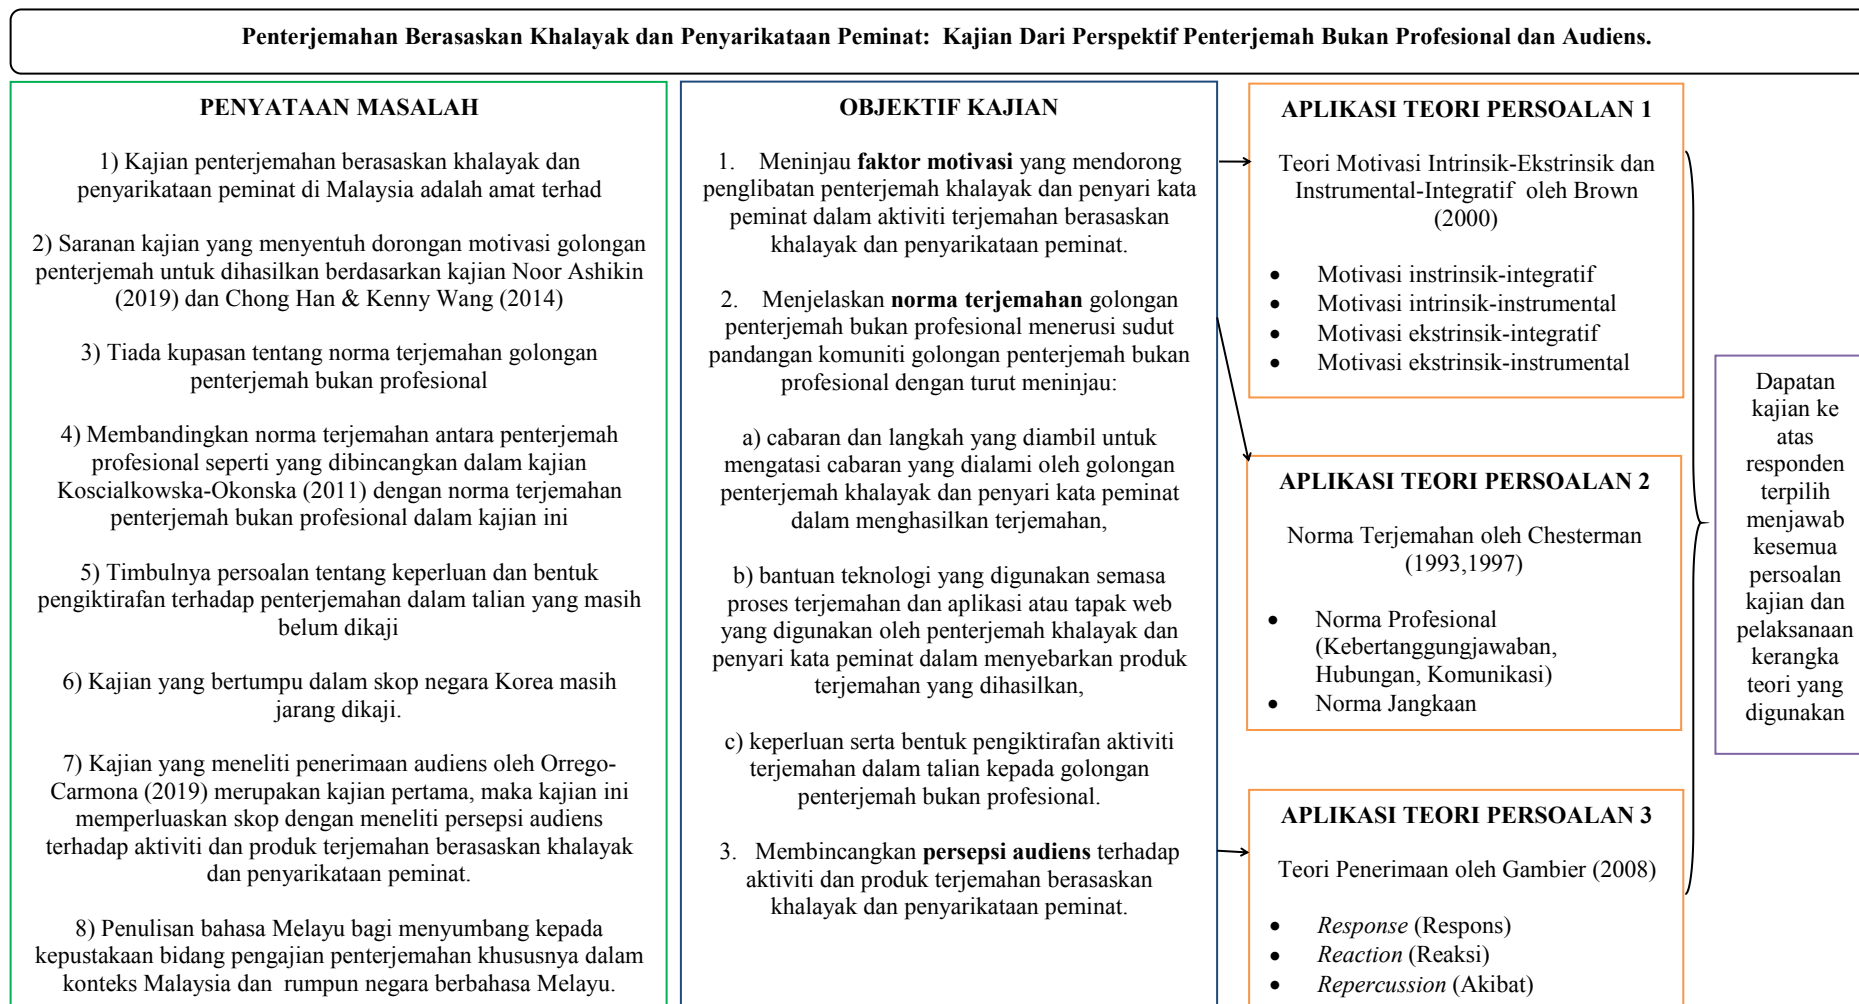 Penterjemahan Berasaskan Khalayak dan Penyarikataan Peminat: Kajian Dari Perspektif Penterjemah Bukan Profesional dan Audiens.
PENYATAAN MASALAH
1) Kajian penterjemahan berasaskan khalayak dan
penyarikataan peminat di Malaysia adalah amat terhad
2) Saranan kajian yang menyentuh dorongan motivasi golongan
penterjemah untuk dihasilkan berdasarkan kajian Noor Ashikin
(2019) dan Chong Han & Kenny Wang (2014)
3) Tiada kupasan tentang norma terjemahan golongan
penterjemah bukan profesional
4) Membandingkan norma terjemahan antara penterjemah
profesional seperti yang dibincangkan dalam kajian
Koscialkowska-Okonska (2011) dengan norma terjemahan
penterjemah bukan profesional dalam kajian ini
5) Timbulnya persoalan tentang keperluan dan bentuk
pengiktirafan terhadap penterjemahan dalam talian yang masih
belum dikaji
6) Kajian yang bertumpu dalam skop negara Korea masih
jarang dikaji.
7) Kajian yang meneliti penerimaan audiens oleh Orrego-
Carmona (2019) merupakan kajian pertama, maka kajian ini
memperluaskan skop dengan meneliti persepsi audiens
terhadap aktiviti dan produk terjemahan berasaskan khalayak
dan penyarikataan peminat.
8) Penulisan bahasa Melayu bagi menyumbang kepada
kepustakaan bidang pengajian penterjemahan khususnya dalam
konteks Malaysia dan rumpun negara berbahasa Melayu.
OBJEKTIF KAJIAN
1. Meninjau faktor motivasi yang mendorong
penglibatan penterjemah khalayak dan penyari kata
peminat dalam aktiviti terjemahan berasaskan
khalayak dan penyarikataan peminat.
2. Menjelaskan norma terjemahan golongan
penterjemah bukan profesional menerusi sudut
pandangan komuniti golongan penterjemah bukan
profesional dengan turut meninjau:
a) cabaran dan langkah yang diambil untuk
mengatasi cabaran yang dialami oleh golongan
penterjemah khalayak dan penyari kata peminat
dalam menghasilkan terjemahan,
b) bantuan teknologi yang digunakan semasa
proses terjemahan dan aplikasi atau tapak web
yang digunakan oleh penterjemah khalayak dan
penyari kata peminat dalam menyebarkan produk
terjemahan yang dihasilkan,
c) keperluan serta bentuk pengiktirafan aktiviti
terjemahan dalam talian kepada golongan
penterjemah bukan profesional.
3. Membincangkan persepsi audiens terhadap
aktiviti dan produk terjemahan berasaskan
khalayak dan penyarikataan peminat.
APLIKASI TEORI PERSOALAN 1
Teori Motivasi Intrinsik-Ekstrinsik dan
Instrumental-Integratif oleh Brown
(2000)
• Motivasi instrinsik-integratif
• Motivasi intrinsik-instrumental
• Motivasi ekstrinsik-integratif
• Motivasi ekstrinsik-instrumental
APLIKASI TEORI PERSOALAN 2
Norma Terjemahan oleh Chesterman
(1993,1997)
• Norma Profesional
(Kebertanggungjawaban,
Hubungan, Komunikasi)
• Norma Jangkaan
APLIKASI TEORI PERSOALAN 3
Teori Penerimaan oleh Gambier (2008)
• Response (Respons)
• Reaction (Reaksi)
• Repercussion (Akibat)
Dapatan
kajian ke
atas
responden
terpilih
menjawab
kesemua
persoalan
kajian dan
pelaksanaan
kerangka
teori yang
digunakan